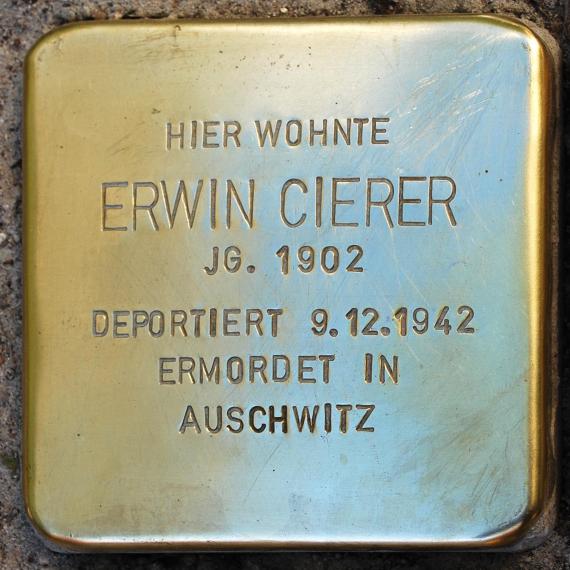 HIER WOHNTE
ERWIN CIERER
JG. 1902
DEPORTIERT 9.12.1942
ERMORDET IN
AUSCHWITZ